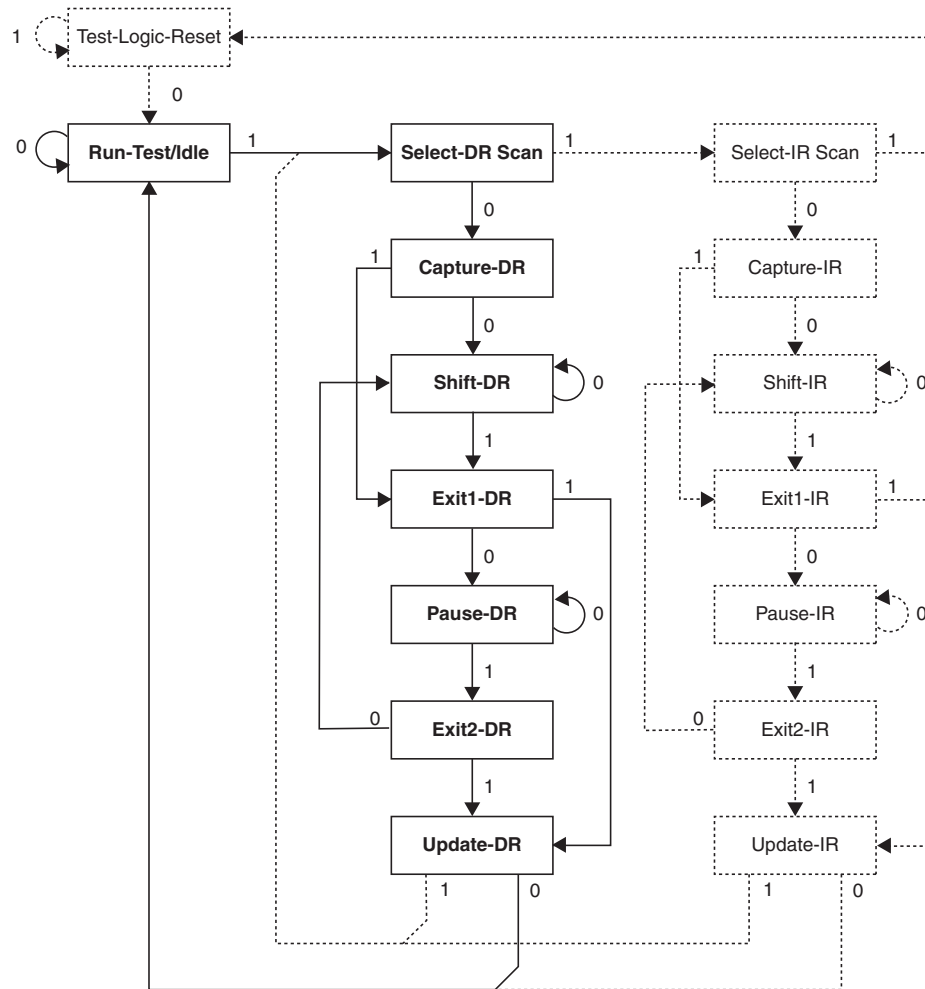 Test-Logic-Reset
1
0
0
Run-Test/Idle
1
Select-DR Scan
1
Select-IR Scan
1
0
0
1
Capture-DR
1
Capture-IR
0
0
Shift-DR
0
Shift-IR
0
1
1
Exit1-DR
1
Exit1-IR
1
0
0
Pause-DR
0
Pause-IR
0
1
1
0
Exit2-DR
0
Exit2-IR
1
1
Update-DR
Update-IR
1
0
1
0